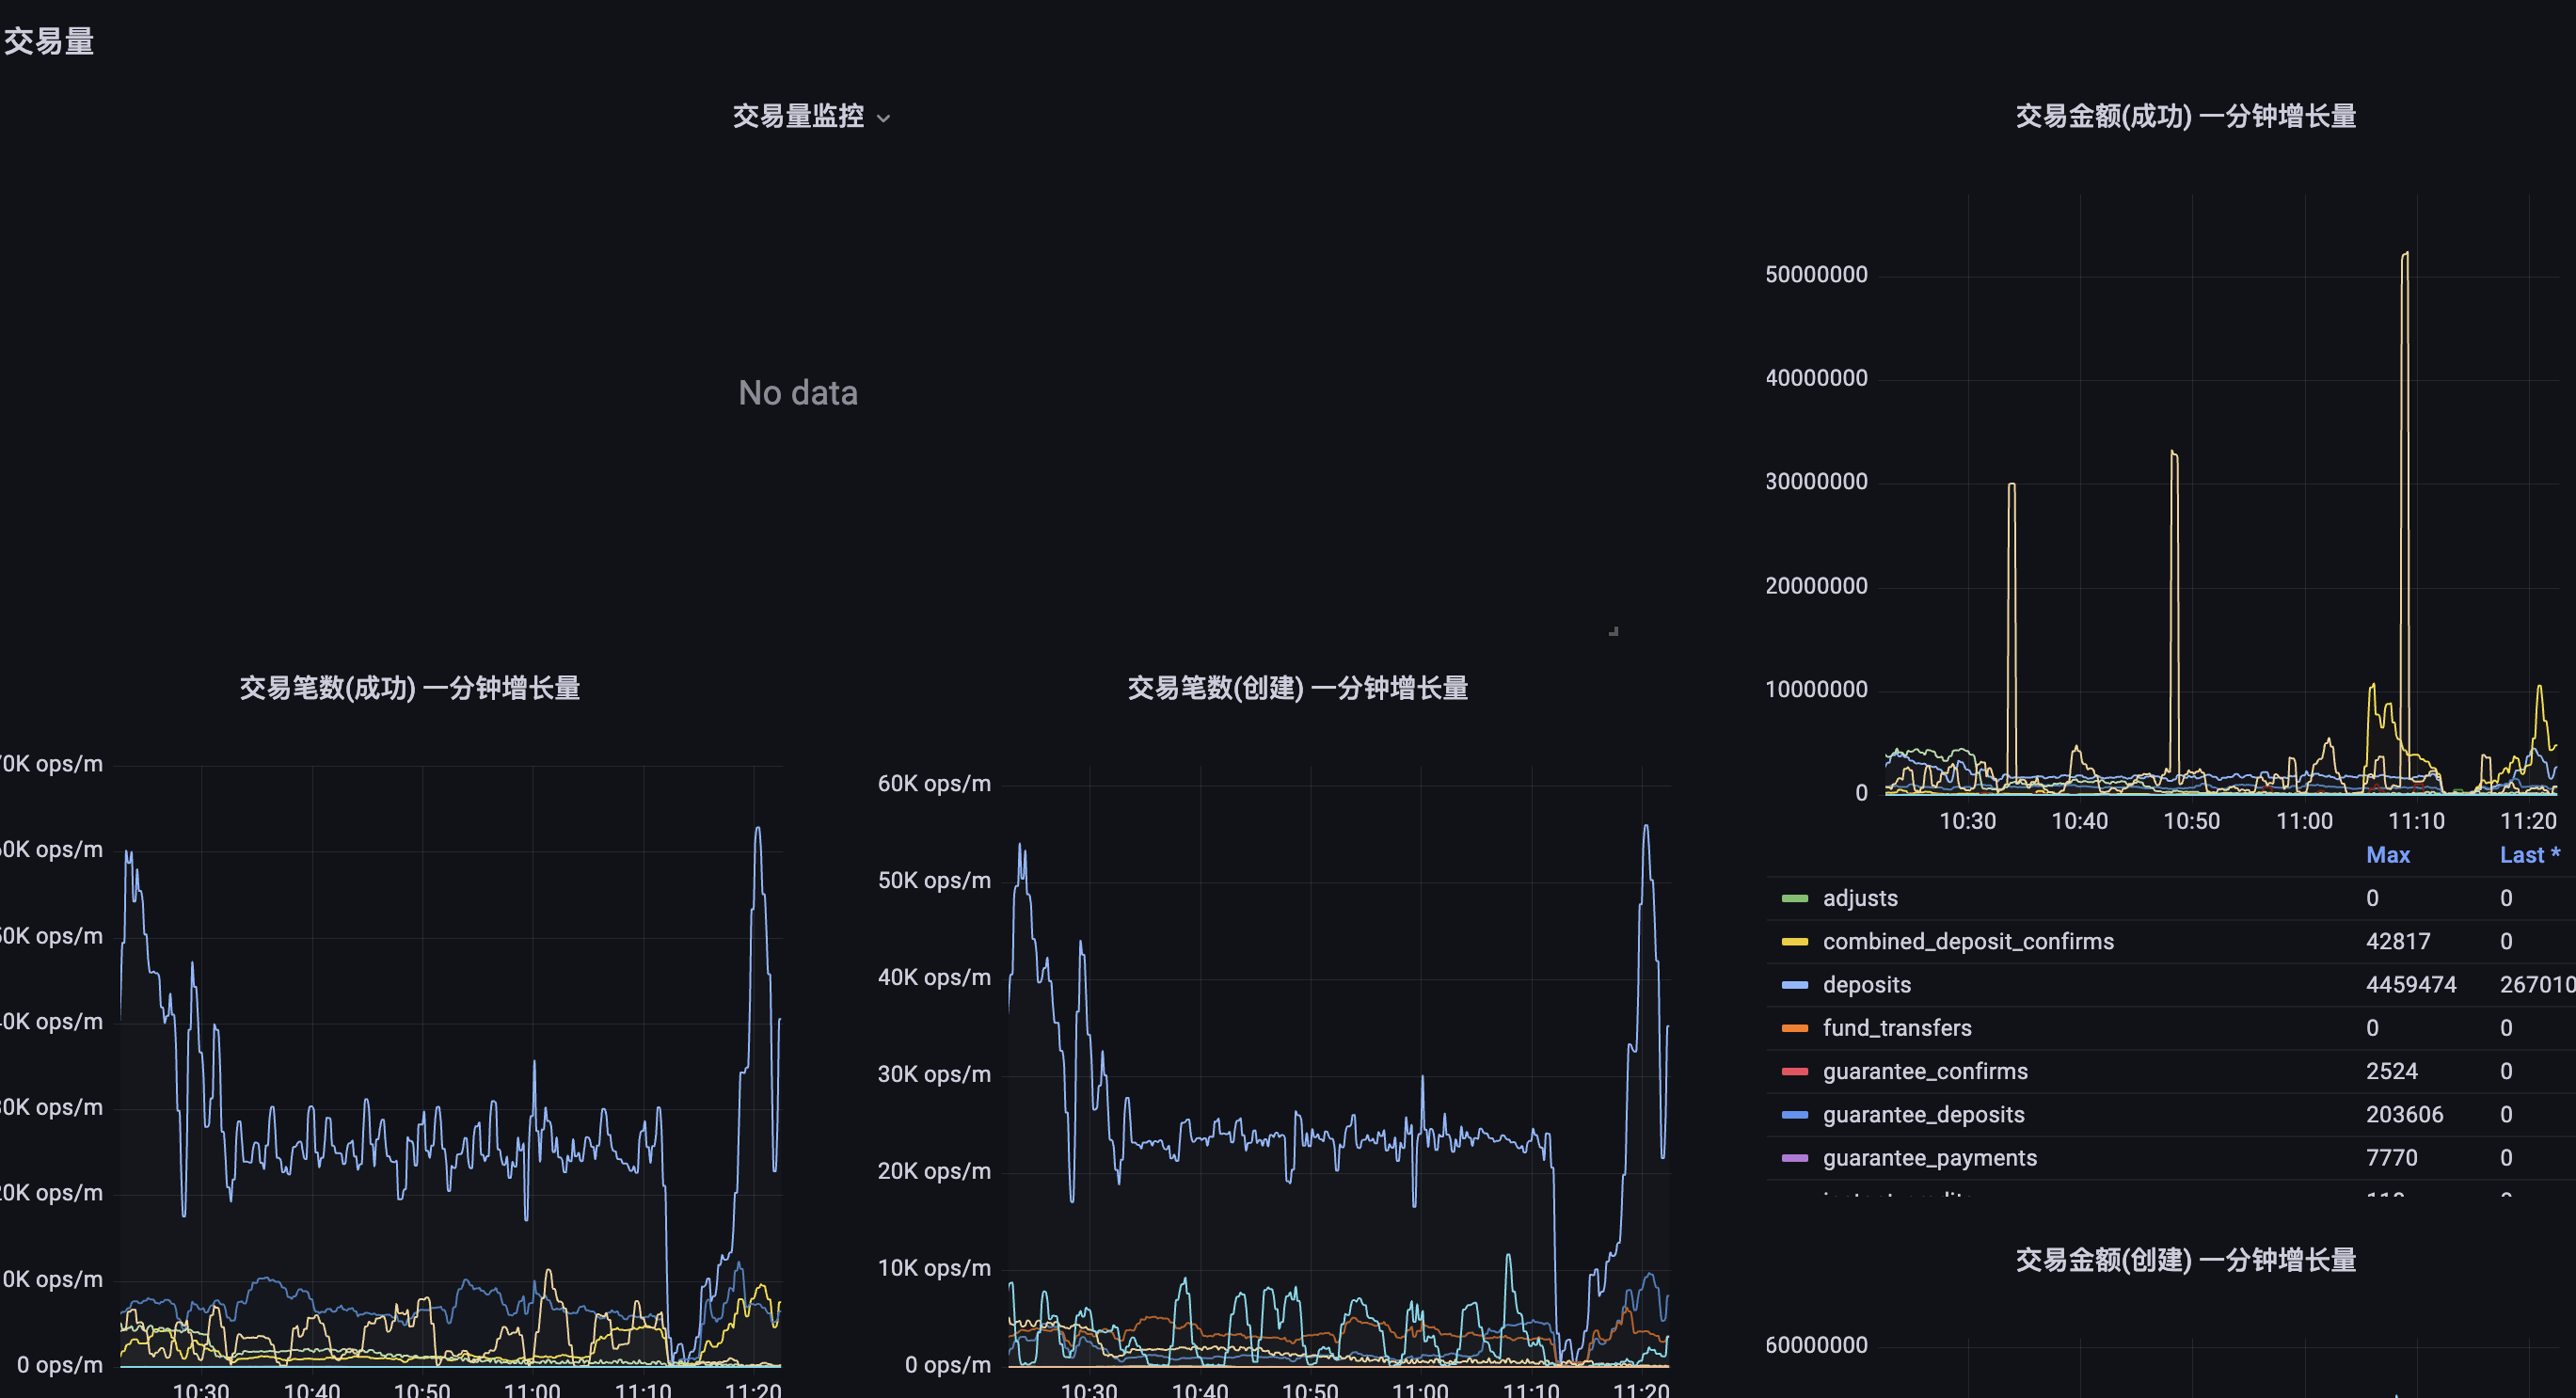 交易量
交易量监控
No data
交易金额(成功) 一分钟增长量
50000000
40000000
30000000
20000000
10000000
0
10:30 10:40 10:50 11:00 11:10 11:20
Max Last *
adjusts 0 0
combined_deposit_confirms 42817 0
deposits 4459474 267010
fund_transfers 0 0
guarantee_confirms 2524 0
guarantee_deposits 203606 0
guarantee_payments 7770 0
交易笔数(成功) 一分钟增长量
0K ops/m
0K ops/m
0K ops/m
0K ops/m
0K ops/m
0K ops/m
0K ops/m
0 ops/m
10:30 10:40 10:50 11:00 11:10 11:20
交易笔数(创建) 一分钟增长量
60K ops/m
50K ops/m
40K ops/m
30K ops/m
20K ops/m
10K ops/m
0 ops/m
10:30 10:40 10:50 11:00 11:10 11:20
交易金额(创建) 一分钟增长量
60000000